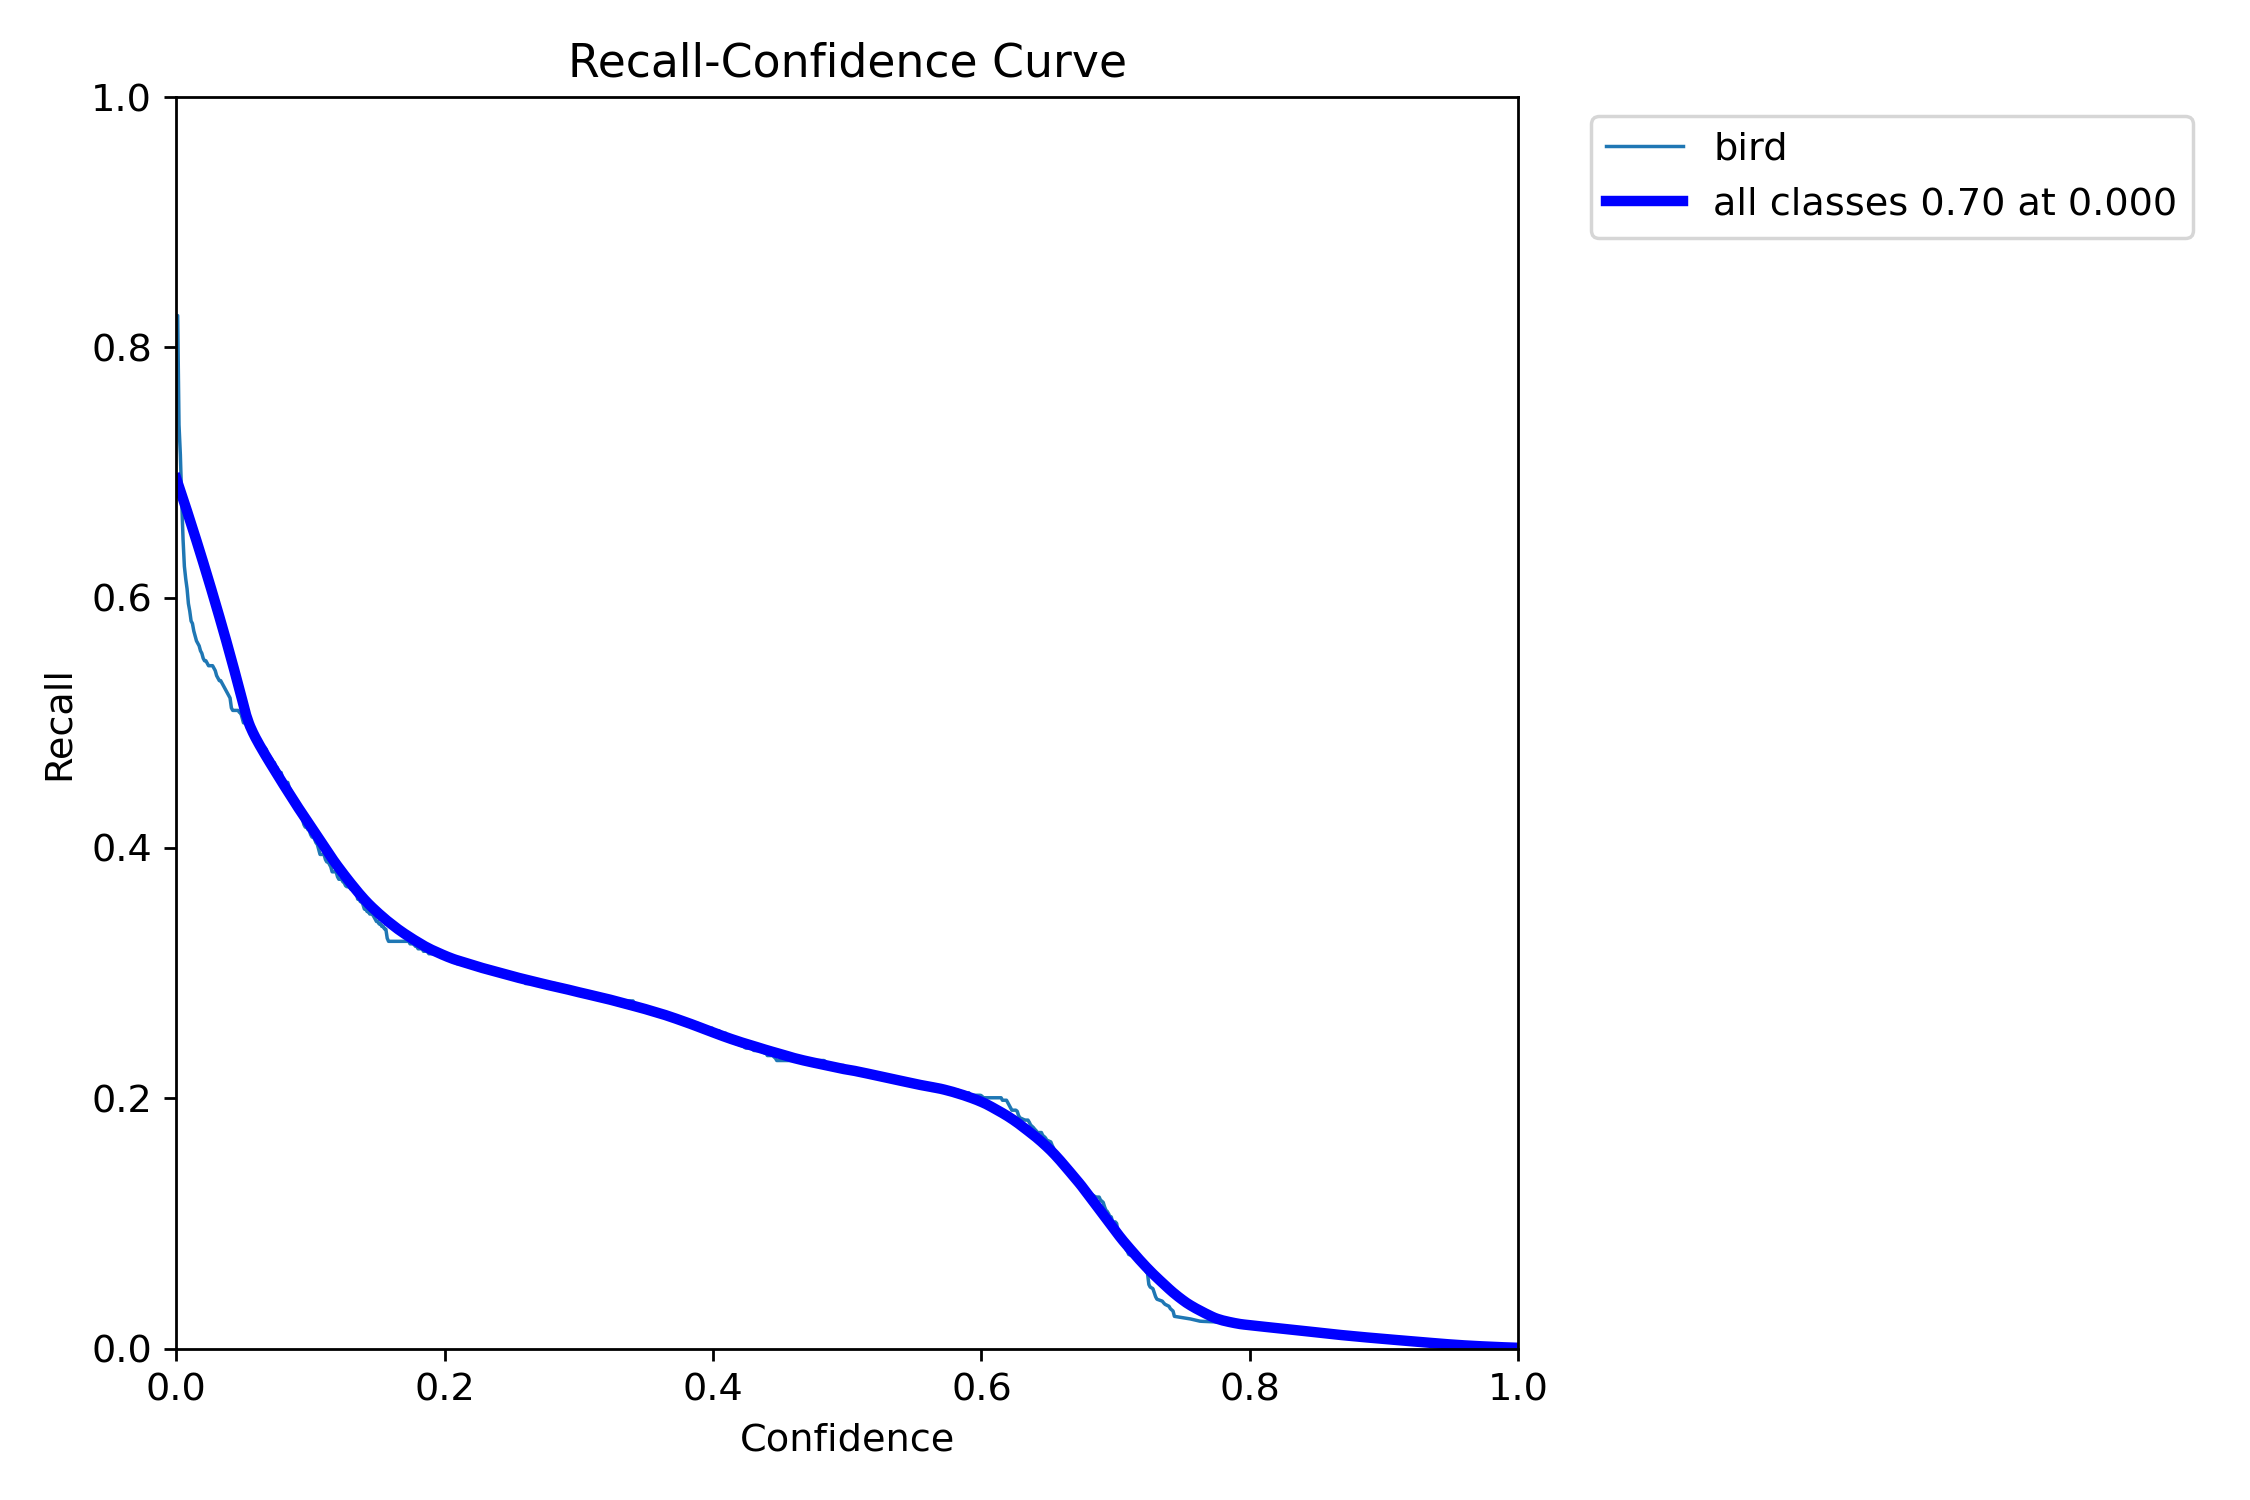 Recall-Confidence Curve
1.0
0.8
0.6
0.4
0.2
0.0
Recall
0.0 0.2 0.4 0.6 0.8 1.0
Confidence
bird
all classes 0.70 at 0.000